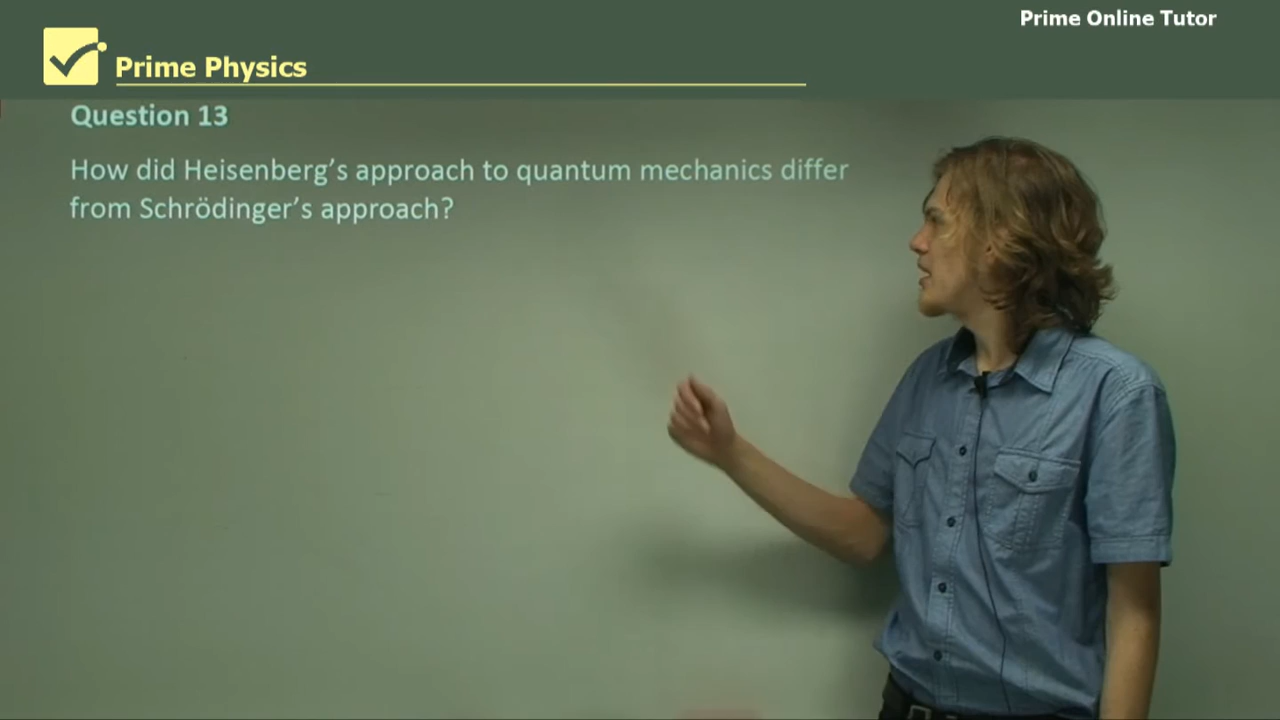 Prime Online Tutor
Prime Physics
Question 13
How did Heisenberg’s approach to quantum mechanics differ
from Schrödinger’s approach?